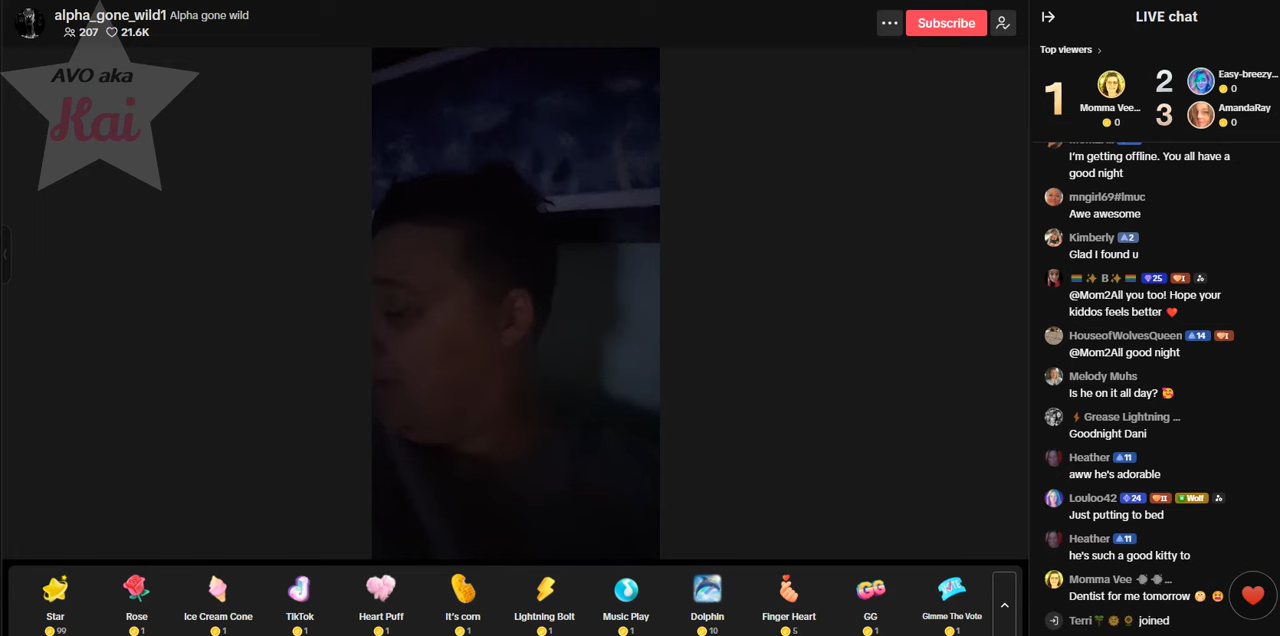 alpha_gone_wild1 Alpha gone wild
207 21.6K
Subscribe
AVO aka
Kai
LIVE chat
Top viewers
1
Momma Vee...
0
2
Easy-breezy...
0
3
AmandaRay
0
I'm getting offline. You all have a
good night
mngirl69#lmuc
Awe awesome
Kimberly 2
Glad I found u
B 25 I
@Mom2All you too! Hope your
kiddos feels better
HouseofWolvesQueen 14 I
@Mom2All good night
Melody Muhs
Is he on it all day?
Grease Lightning ...
Goodnight Dani
Heather 11
aww he's adorable
Louloo42 24 II Wolf
Just putting to bed
Heather 11
he's such a good kitty to
Momma Vee ...
Dentist for me tomorrow
Terri joined
Star
99
Rose
1
Ice Cream Cone
1
TikTok
1
Heart Puff
1
It's corn
1
Lightning Bolt
1
Music Play
1
Dolphin
10
Finger Heart
5
GG
GG
1
Gimme The Vote
1